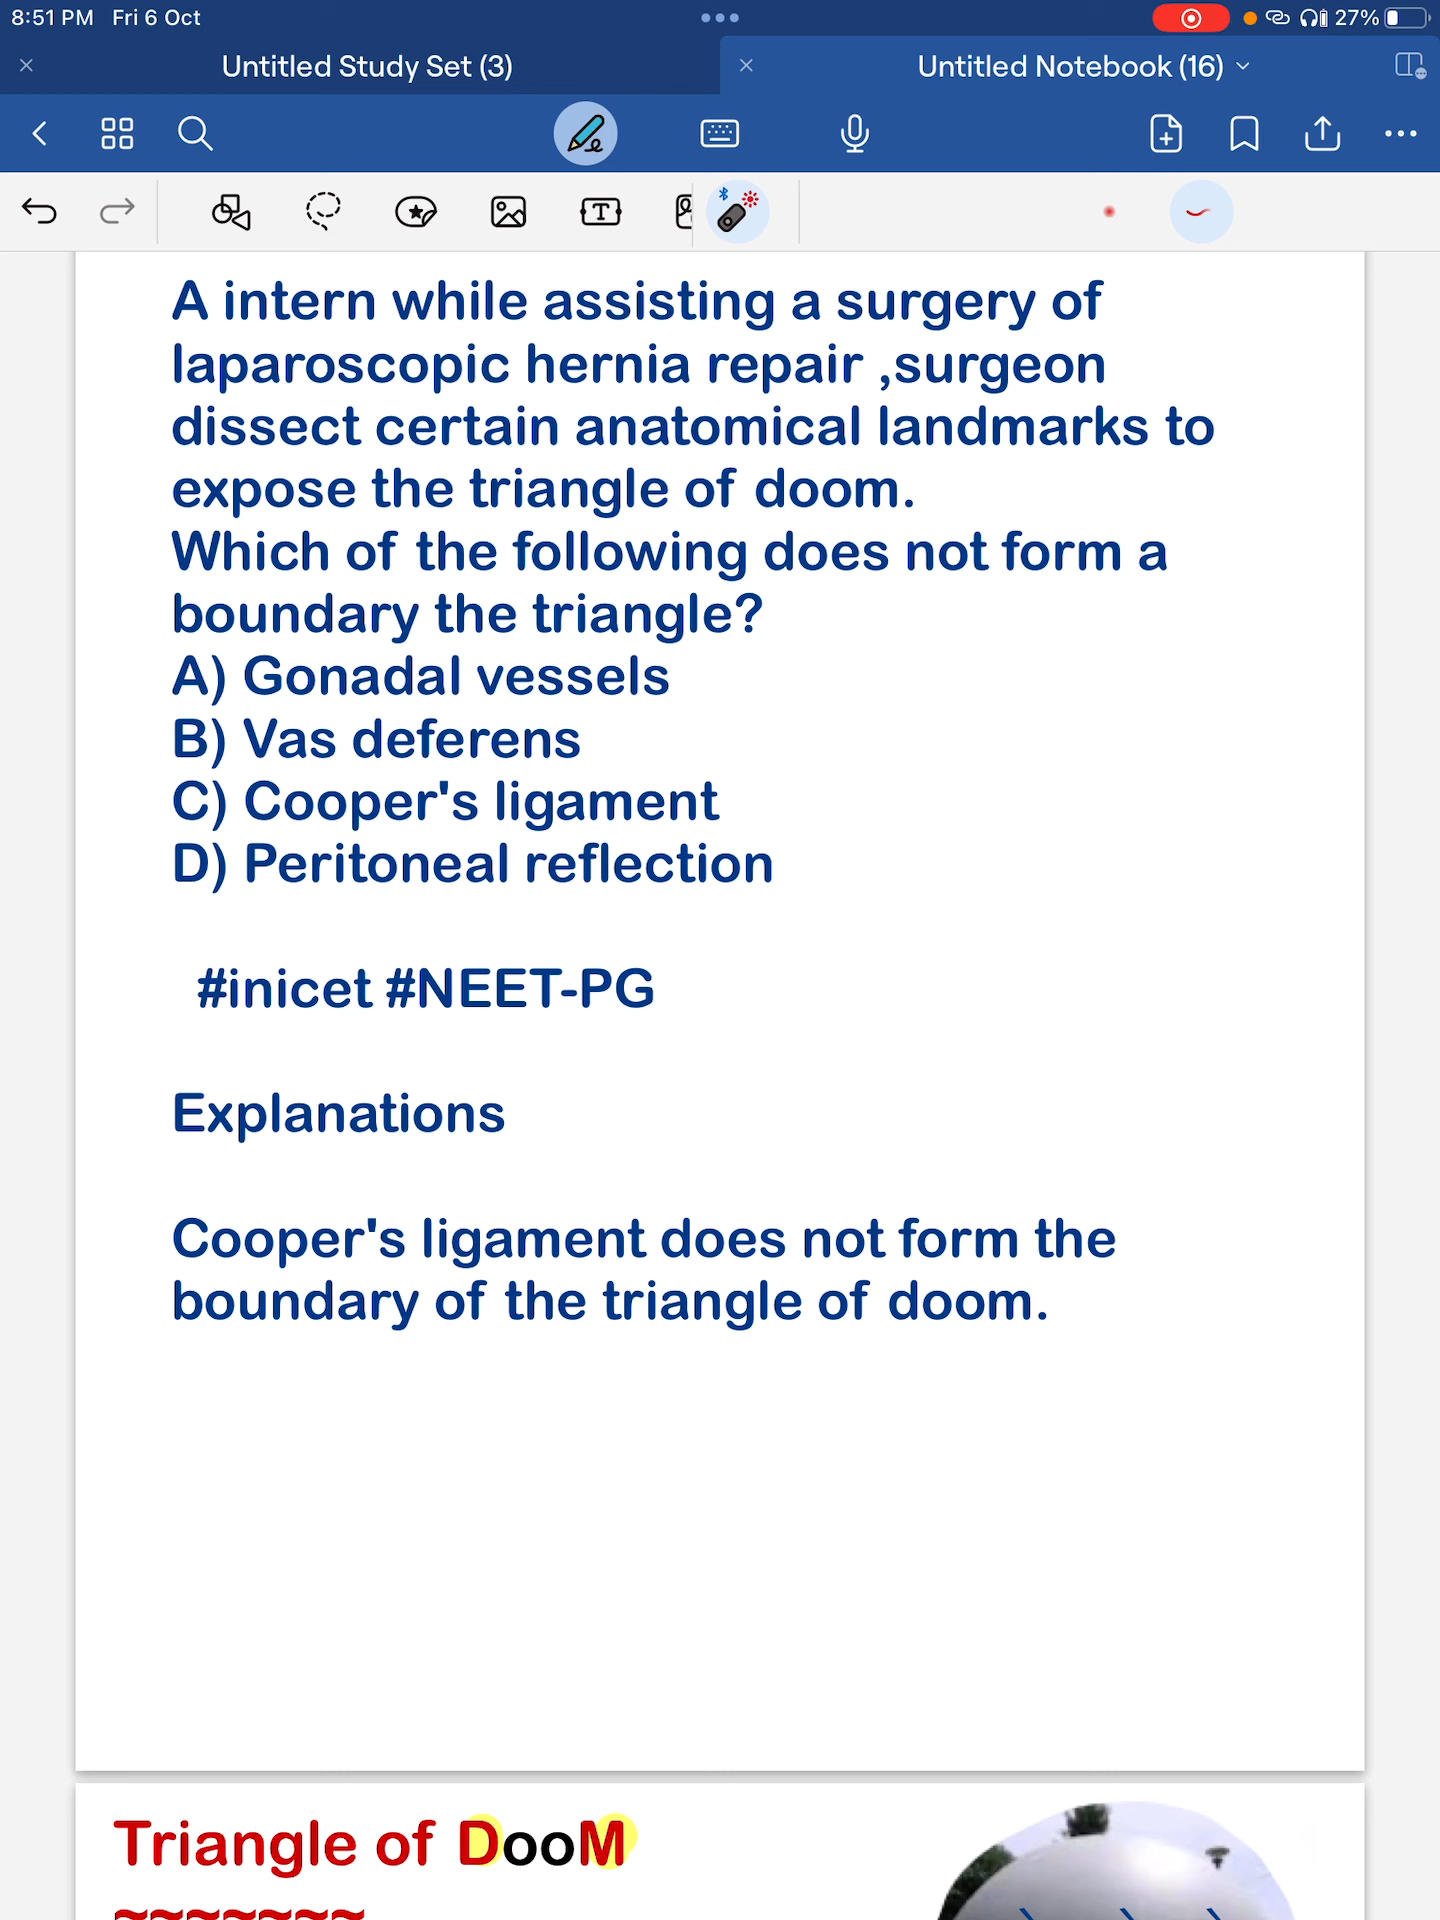 8:51 PM Fri 6 Oct
27%
Untitled Study Set (3)
Untitled Notebook (16)
A intern while assisting a surgery of
laparoscopic hernia repair ,surgeon
dissect certain anatomical landmarks to
expose the triangle of doom.
Which of the following does not form a
boundary the triangle?
A) Gonadal vessels
B) Vas deferens
C) Cooper's ligament
D) Peritoneal reflection
#inicet #NEET-PG
Explanations
Cooper's ligament does not form the
boundary of the triangle of doom.
Triangle of DooM
~~~~~~~